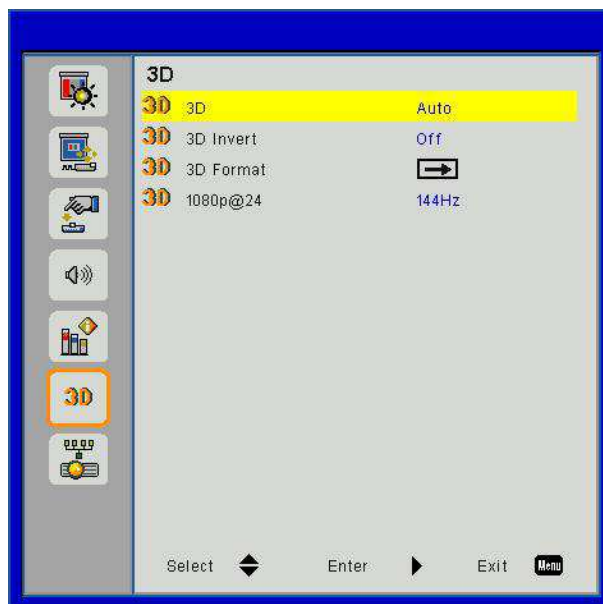 3D
3D 3D Auto
3D 3D Invert Off
3D 3D Format
3D 1080p@24 144Hz
3D
Select Enter Exit Menu